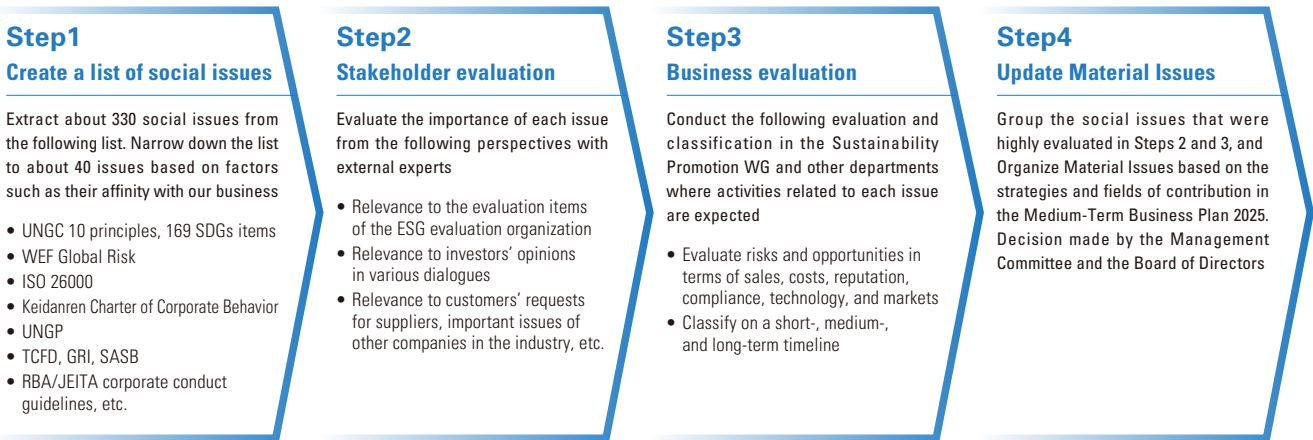 Step1
Create a list of social issues
Extract about 330 social issues from
the following list. Narrow down the list
to about 40 issues based on factors
such as their affinity with our business
• UNGC 10 principles, 169 SDGs items
• WEF Global Risk
• ISO 26000
• Keidanren Charter of Corporate Behavior
• UNGP
• TCFD, GRI, SASB
• RBA/JEITA corporate conduct
guidelines, etc.
Step2
Stakeholder evaluation
Evaluate the importance of each issue
from the following perspectives with
external experts
• Relevance to the evaluation items
of the ESG evaluation organization
• Relevance to investors' opinions
in various dialogues
• Relevance to customers' requests
for suppliers, important issues of
other companies in the industry, etc.
Step3
Business evaluation
Conduct the following evaluation and
classification in the Sustainability
Promotion WG and other departments
where activities related to each issue
are expected
• Evaluate risks and opportunities in
terms of sales, costs, reputation,
compliance, technology, and markets
• Classify on a short-, medium-,
and long-term timeline
Step4
Update Material Issues
Group the social issues that were
highly evaluated in Steps 2 and 3, and
Organize Material Issues based on the
strategies and fields of contribution in
the Medium-Term Business Plan 2025.
Decision made by the Management
Committee and the Board of Directors